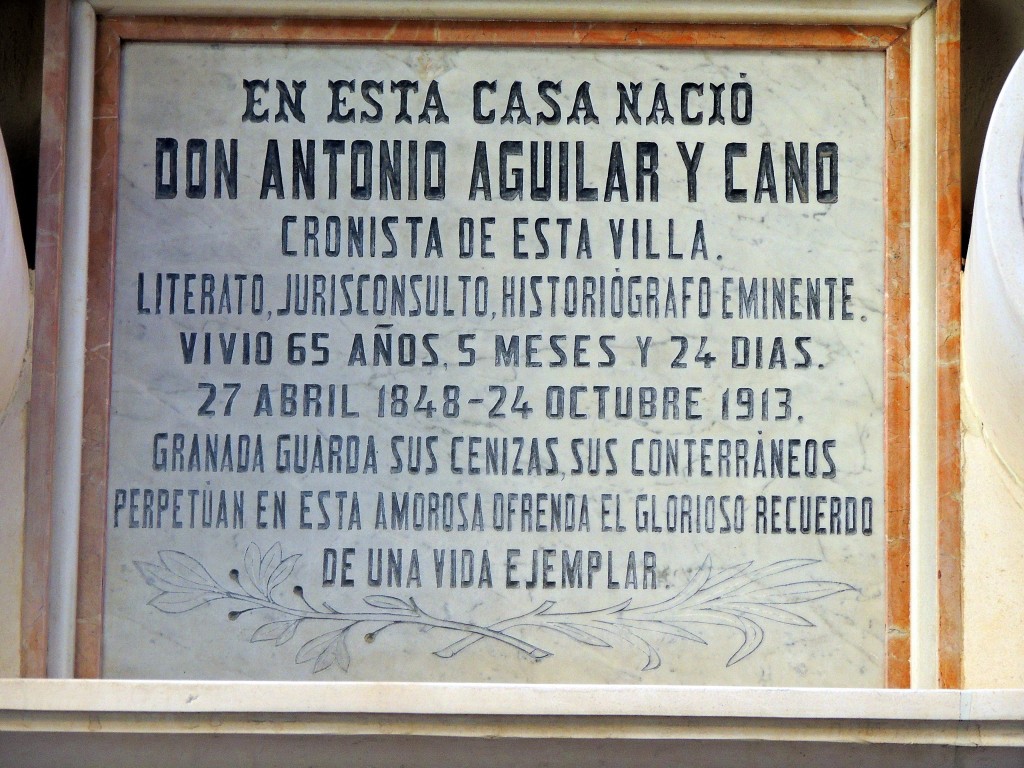 EN ESTA CASA NACIÓ
DON ANTONIO AGUILAR Y CANO
CRONISTA DE ESTA VILLA.
LITERATO, JURISCONSULTO, HISTORIÓGRAFO EMINENTE.
VIVIO 65 AÑOS, 5 MESES Y 24 DIAS.
27 ABRIL 1848-24 OCTUBRE 1913.
GRANADA GUARDA SUS CENIZAS, SUS CONTERRÁNEOS
PERPETÚAN EN ESTA AMOROSA OFRENDA EL GLORIOSO RECUERDO
DE UNA VIDA EJEMPLAR.